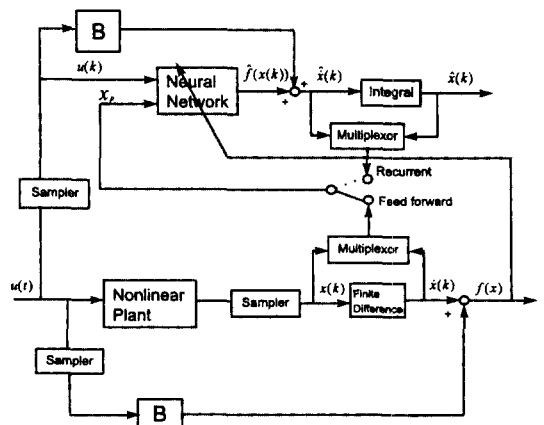 B
u(k)
X_p
Neural
Network
f̂(x(k))
+
+
x̂̇(k)
Integral
x̂(k)
Multiplexor
Recurrent
Sampler
Feed forward
Multiplexor
u(t)
Nonlinear
Plant
Sampler
x(k)
Finite
Difference
ẋ(k)
+
f(x)
Sampler
B